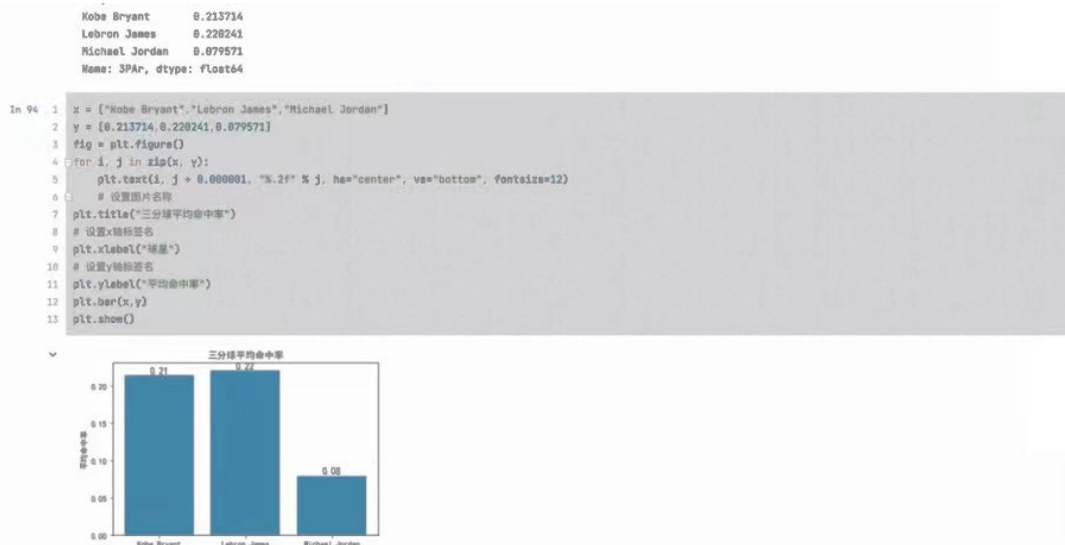 Kobe Bryant 0.213714
Lebron James 0.220241
Michael Jordan 0.079571
Name: 3PAr, dtype: float64
In 94
1 x = ["Kobe Bryant","Lebron James","Michael Jordan"]
2 y = [0.213714,0.220241,0.079571]
3 fig = plt.figure()
4 for i, j in zip(x, y):
5 plt.text(i, j + 0.000001, "%.2f" % j, ha="center", va="bottom", fontsize=12)
6 # 设置图片名称
7 plt.title("三分球平均命中率")
8 # 设置x轴标签名
9 plt.xlabel("球星")
10 # 设置y轴标签名
11 plt.ylabel("平均命中率")
12 plt.bar(x,y)
13 plt.show()
三分球平均命中率
0.21
0.22
0.08
平均命中率
0.20
0.15
0.10
0.05
0.00
Kobe Bryant
Lebron James
Michael Jordan